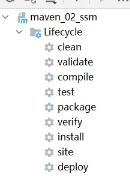 maven_02_ssm
Lifecycle
clean
validate
compile
test
package
verify
install
site
deploy